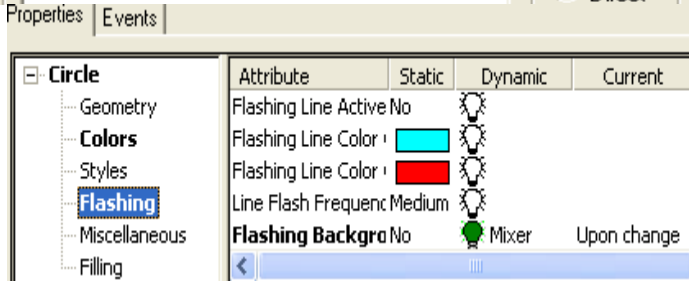 Properties Events
Circle
Attribute Static Dynamic Current
Geometry
Flashing Line Active No
Colors
Flashing Line Color
Styles
Flashing Line Color
Flashing
Line Flash Frequenc Medium
Miscellaneous
Flashing Backgro No Mixer Upon change
Filling